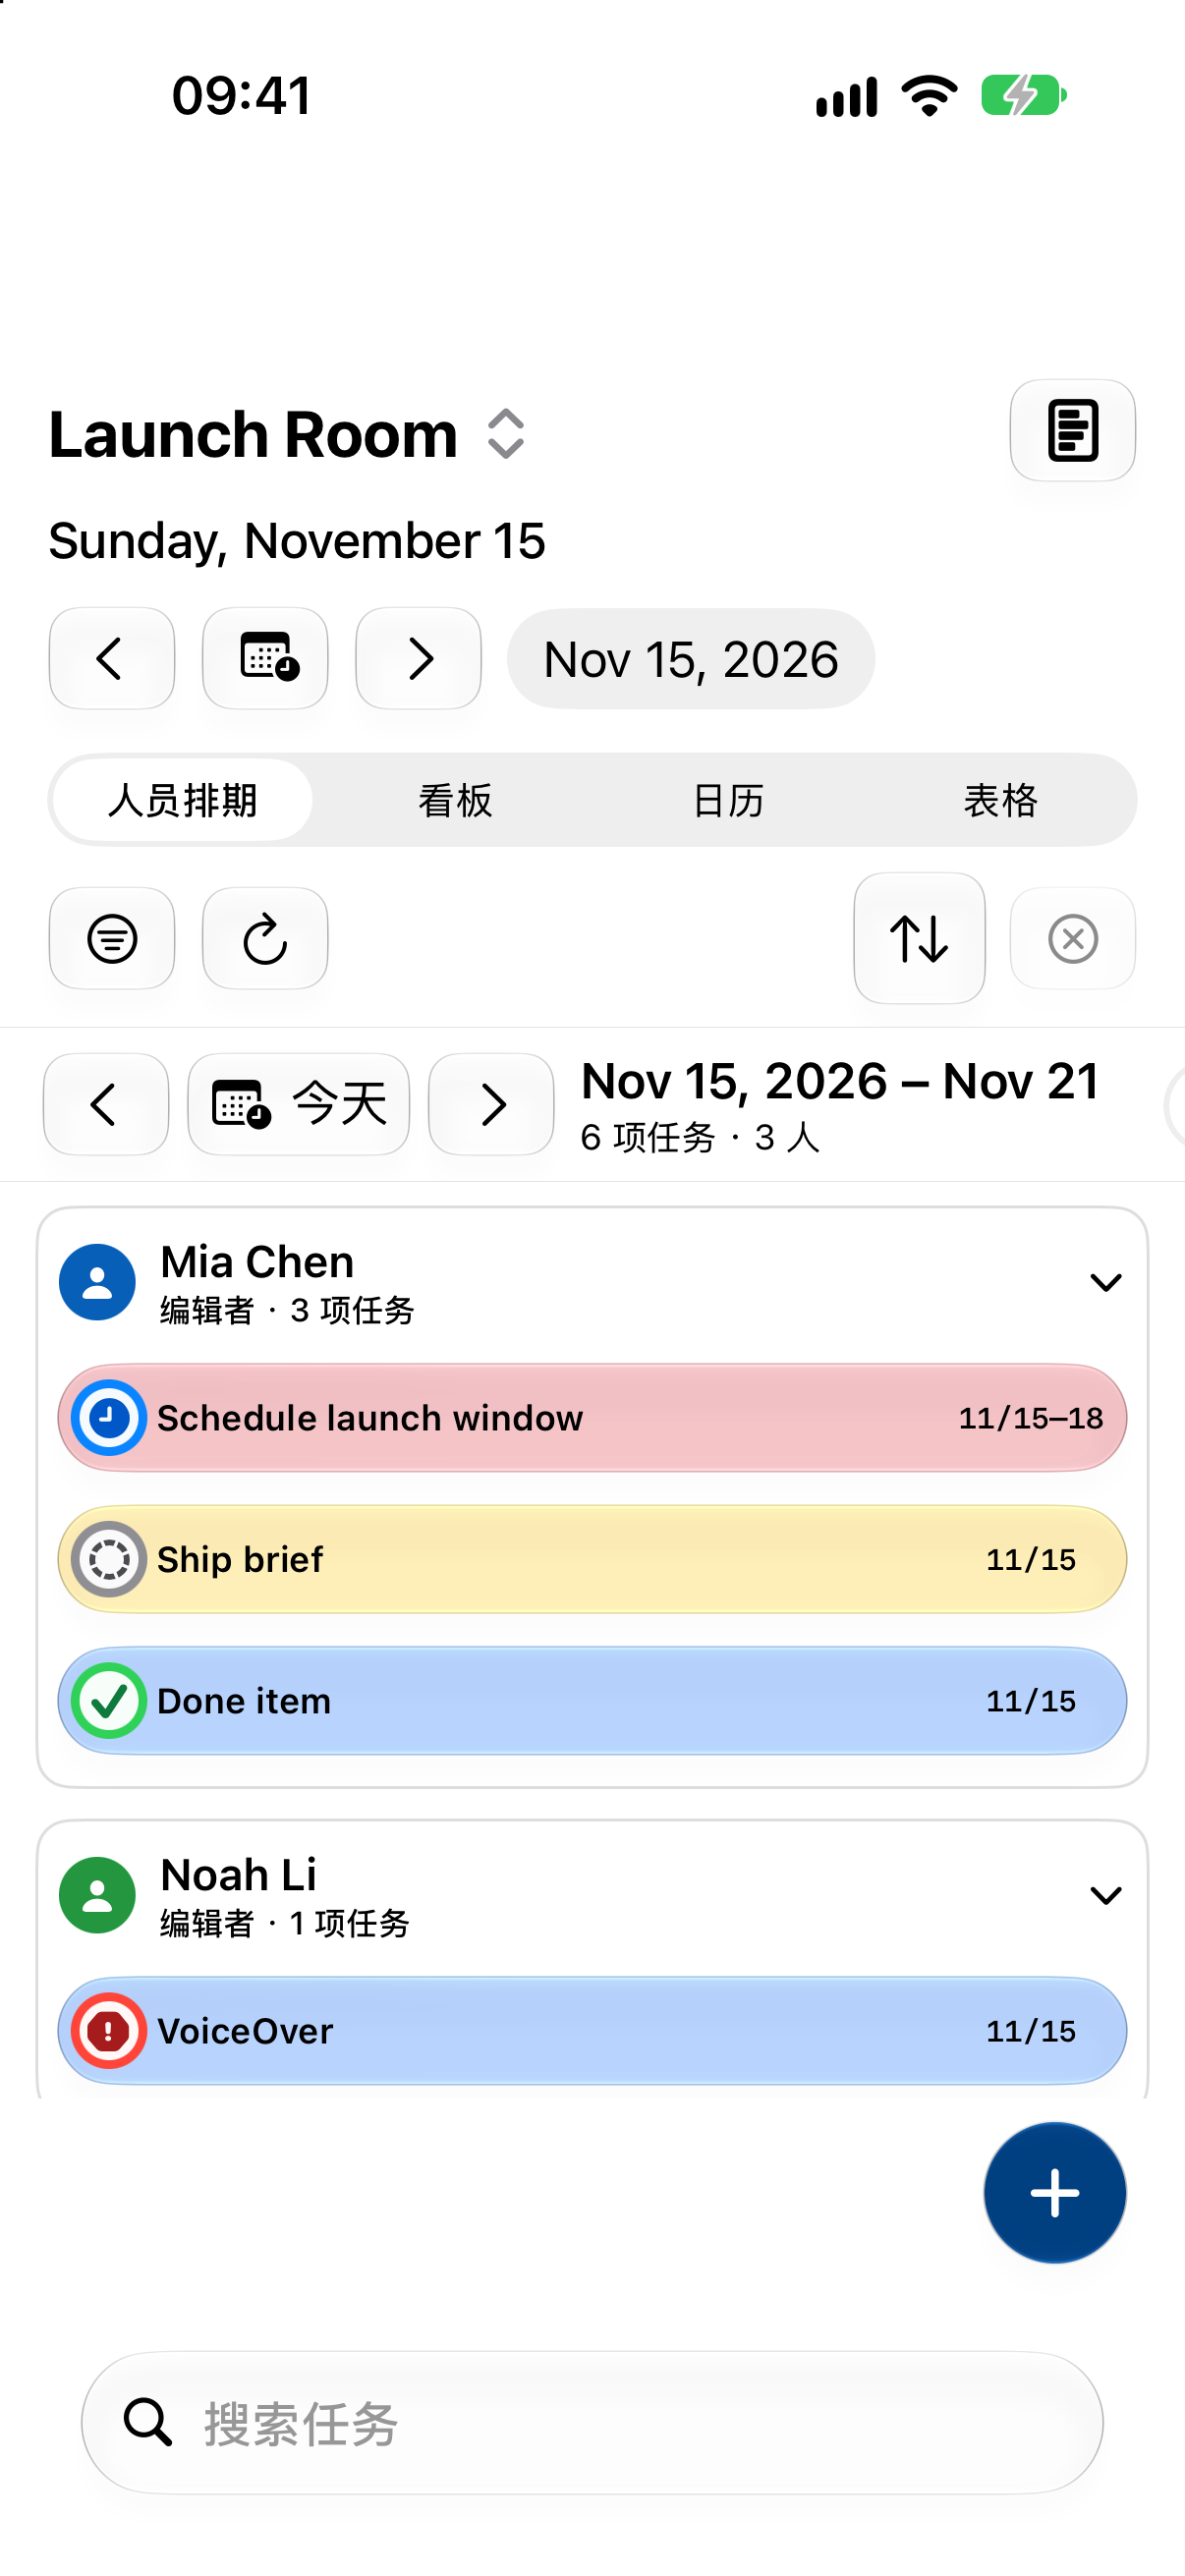 09:41
Launch Room
Sunday, November 15
Nov 15, 2026
人员排期 看板 日历 表格
今天
Nov 15, 2026 – Nov 21
6 项任务 · 3 人
Mia Chen
编辑者 · 3 项任务
Schedule launch window 11/15–18
Ship brief 11/15
Done item 11/15
Noah Li
编辑者 · 1 项任务
VoiceOver 11/15
搜索任务